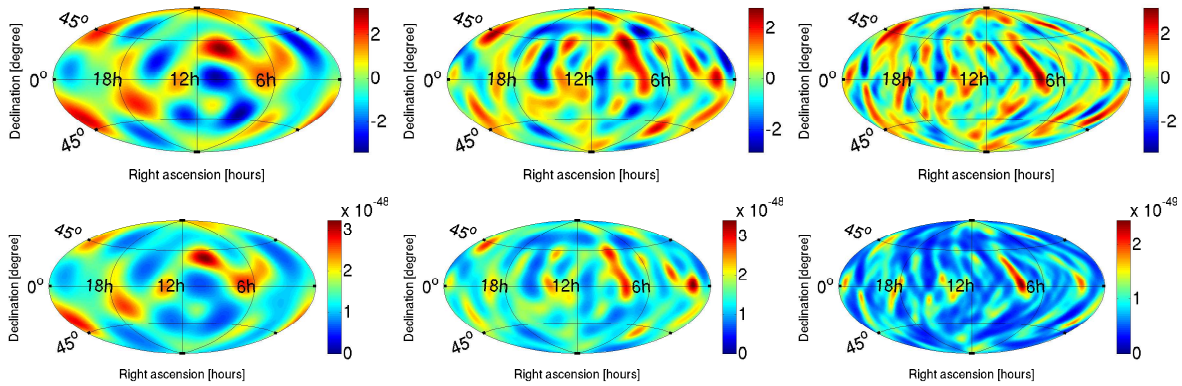 45° 0° 45° 18h 12h 6h
Declination [degree]
Right ascension [hours]
2 0 -2
45° 0° 45° 18h 12h 6h
Declination [degree]
Right ascension [hours]
2 0 -2
45° 0° 45° 18h 12h 6h
Declination [degree]
Right ascension [hours]
2 0 -2
45° 0° 45° 18h 12h 6h
Declination [degree]
Right ascension [hours]
x 10⁻⁴⁸
3 2 1 0
45° 0° 45° 18h 12h 6h
Declination [degree]
Right ascension [hours]
x 10⁻⁴⁸
3 2 1 0
45° 0° 45° 18h 12h 6h
Declination [degree]
Right ascension [hours]
x 10⁻⁴⁹
2 1 0